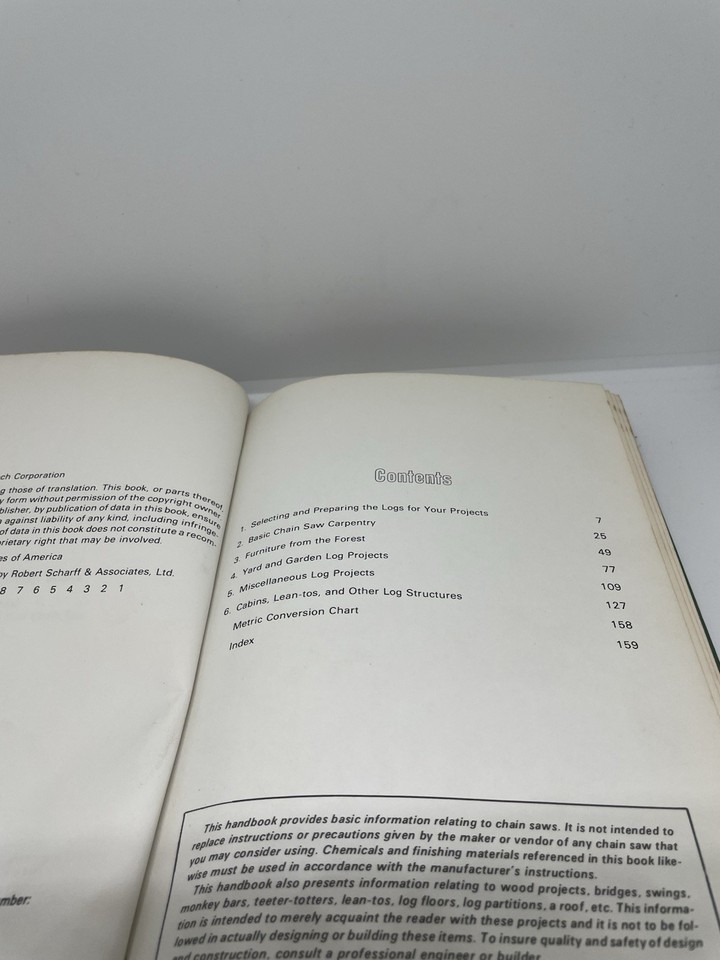 ch Corporation
g those of translation. This book, or parts thereof
y form without permission of the copyright owner
blisher, by publication of data in this book, ensure
against liability of any kind, including infringe-
of data in this book does not constitute a recom-
rietary right that may be involved.
es of America
by Robert Scharff & Associates, Ltd.
8 7 6 5 4 3 2 1
mber:
Contents
1. Selecting and Preparing the Logs for Your Projects 7
2. Basic Chain Saw Carpentry 25
3. Furniture from the Forest 49
4. Yard and Garden Log Projects 77
5. Miscellaneous Log Projects 109
6. Cabins, Lean-tos, and Other Log Structures 127
Metric Conversion Chart 158
Index 159
This handbook provides basic information relating to chain saws. It is not intended to
replace instructions or precautions given by the maker or vendor of any chain saw that
you may consider using. Chemicals and finishing materials referenced in this book like-
wise must be used in accordance with the manufacturer's instructions.
This handbook also presents information relating to wood projects, bridges, swings,
monkey bars, teeter-totters, lean-tos, log floors, log partitions, a roof, etc. This informa-
tion is intended to merely acquaint the reader with these projects and it is not to be fol-
lowed in actually designing or building these items. To insure quality and safety of design
and construction, consult a professional engineer or builder.